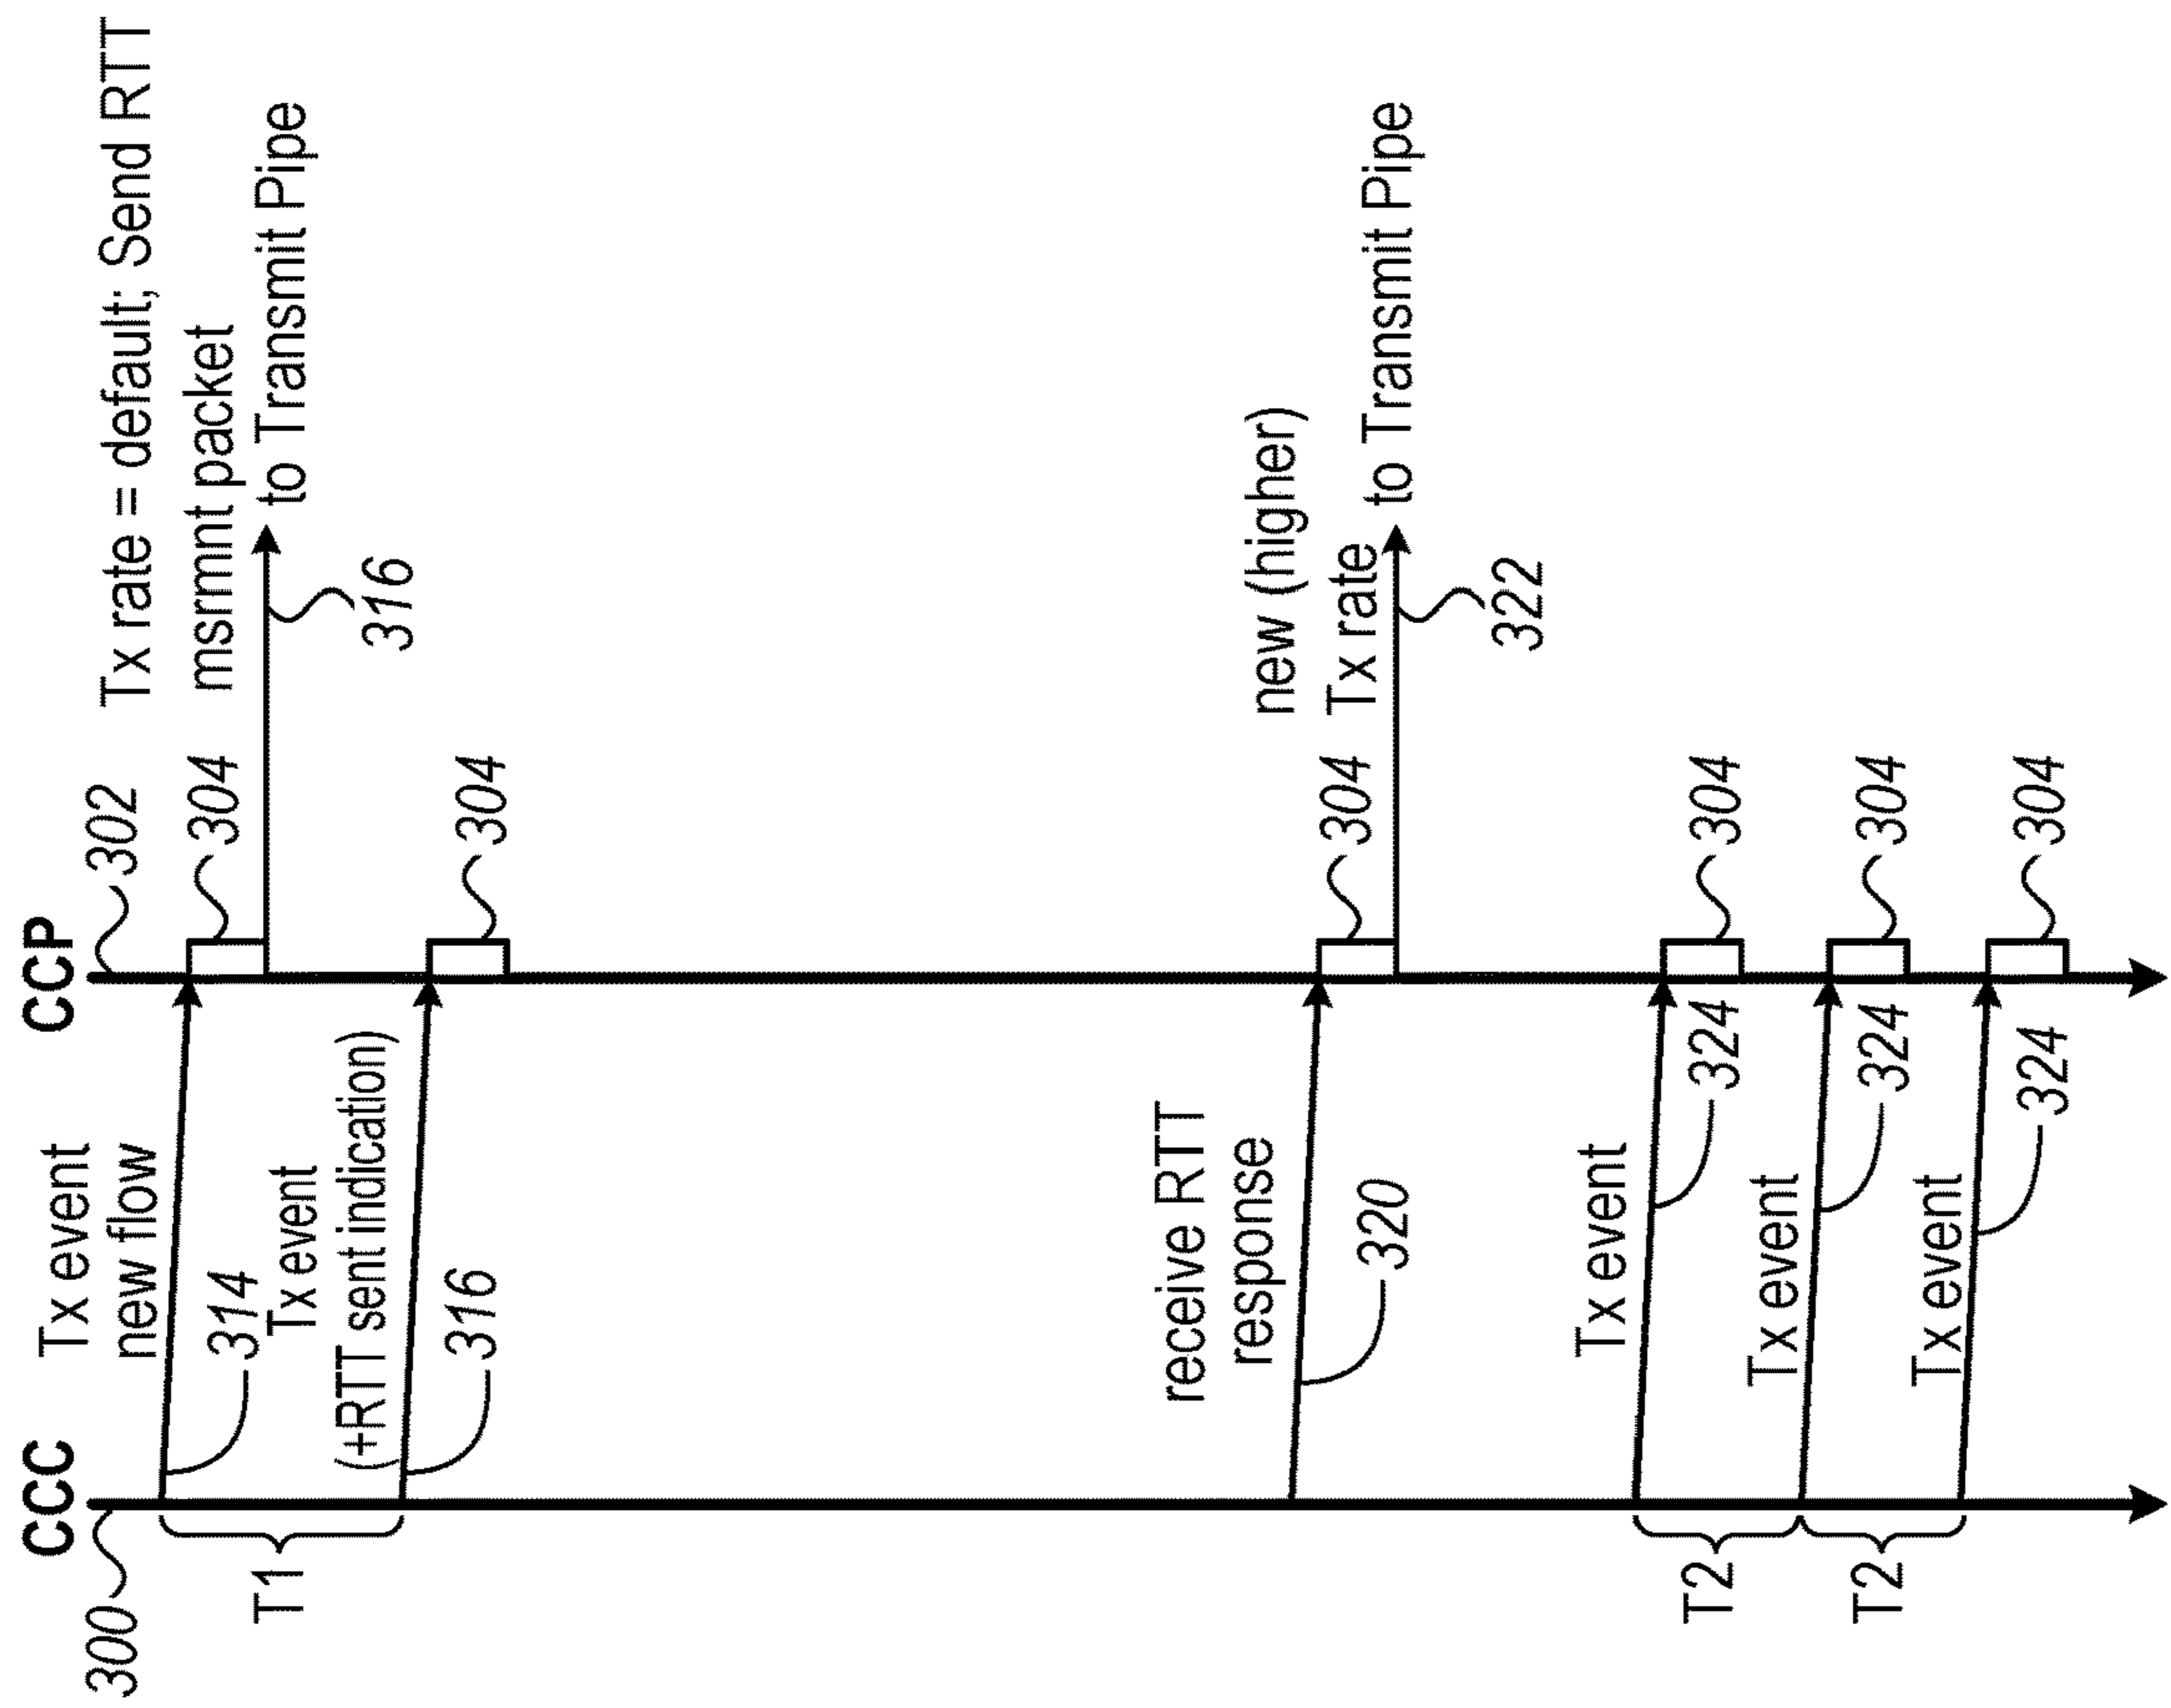 CCC
CCP
300
302
Tx event
new flow
Tx rate = default; Send RTT
msrmnt packet
304
314
to Transmit Pipe
T1
Tx event
(+RTT sent indication)
316
316
304
receive RTT
response
new (higher)
Tx rate
304
320
to Transmit Pipe
322
Tx event
T2
324
304
Tx event
T2
324
304
Tx event
324
304